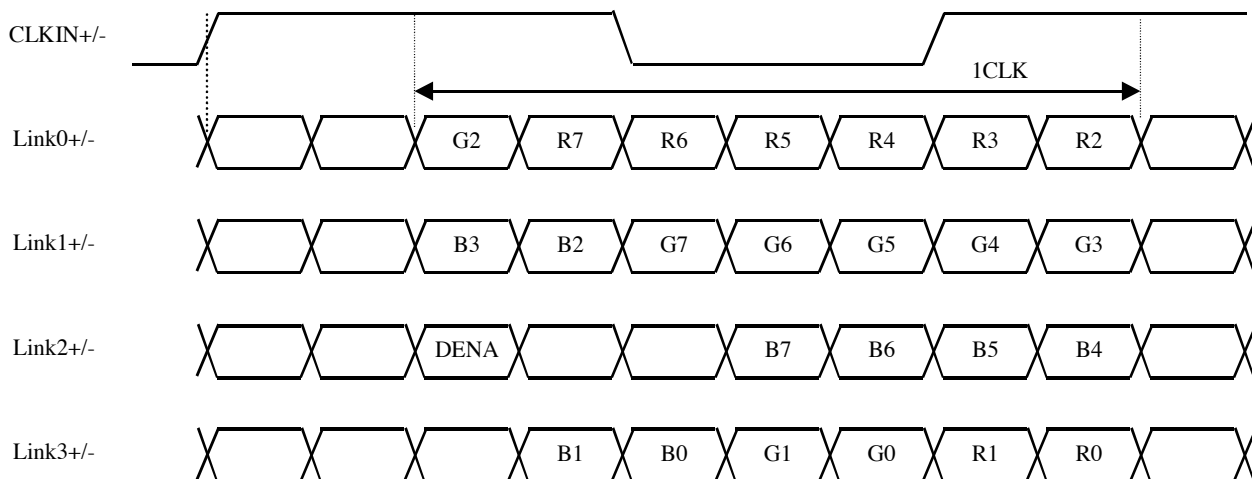 CLKIN+/-
1CLK
Link0+/- G2 R7 R6 R5 R4 R3 R2
Link1+/- B3 B2 G7 G6 G5 G4 G3
Link2+/- DENA B7 B6 B5 B4
Link3+/- B1 B0 G1 G0 R1 R0